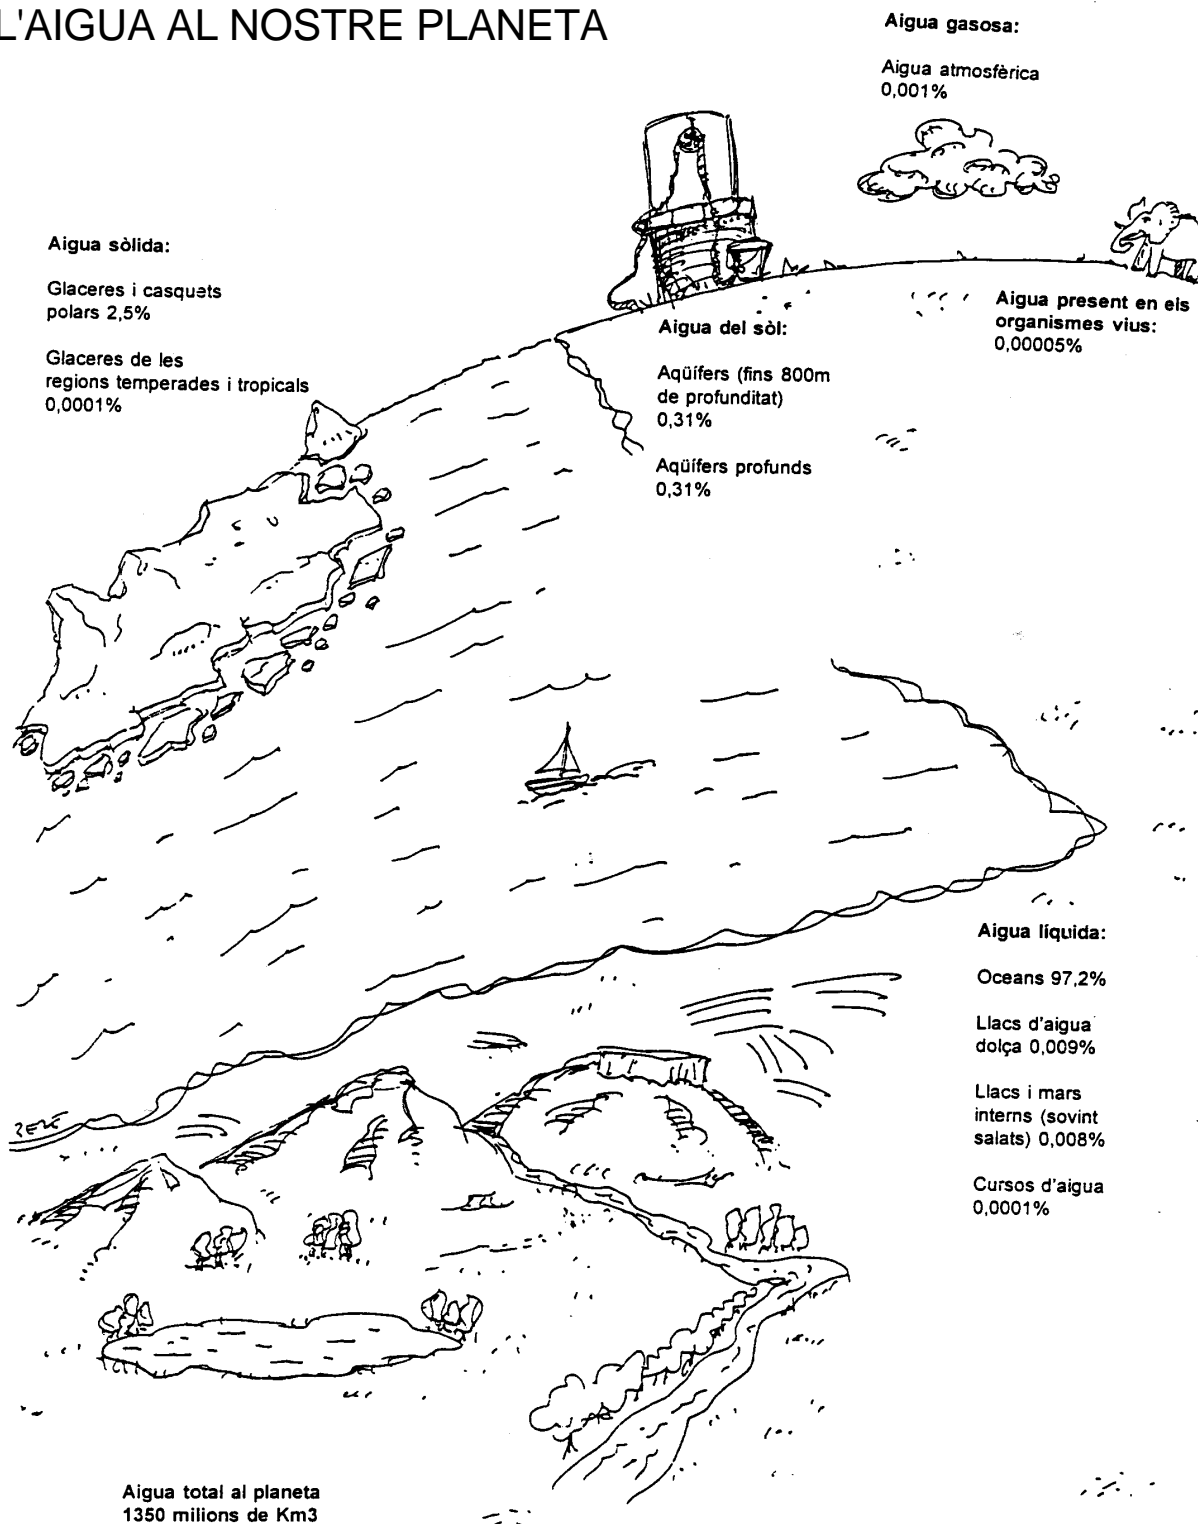 L'AIGUA AL NOSTRE PLANETA
Aigua gasosa:
Aigua atmosfèrica
0,001%
Aigua sòlida:
Glaceres i casquets
polars 2,5%
Glaceres de les
regions temperades i tropicals
0,0001%
Aigua del sòl:
Aqüífers (fins 800m
de profunditat)
0,31%
Aqüífers profunds
0,31%
Aigua present en els
organismes vius:
0,00005%
Aigua líquida:
Oceans 97,2%
Llacs d'aigua
dolça 0,009%
Llacs i mars
interns (sovint
salats) 0,008%
Cursos d'aigua
0,0001%
Aigua total al planeta
1350 milions de Km3